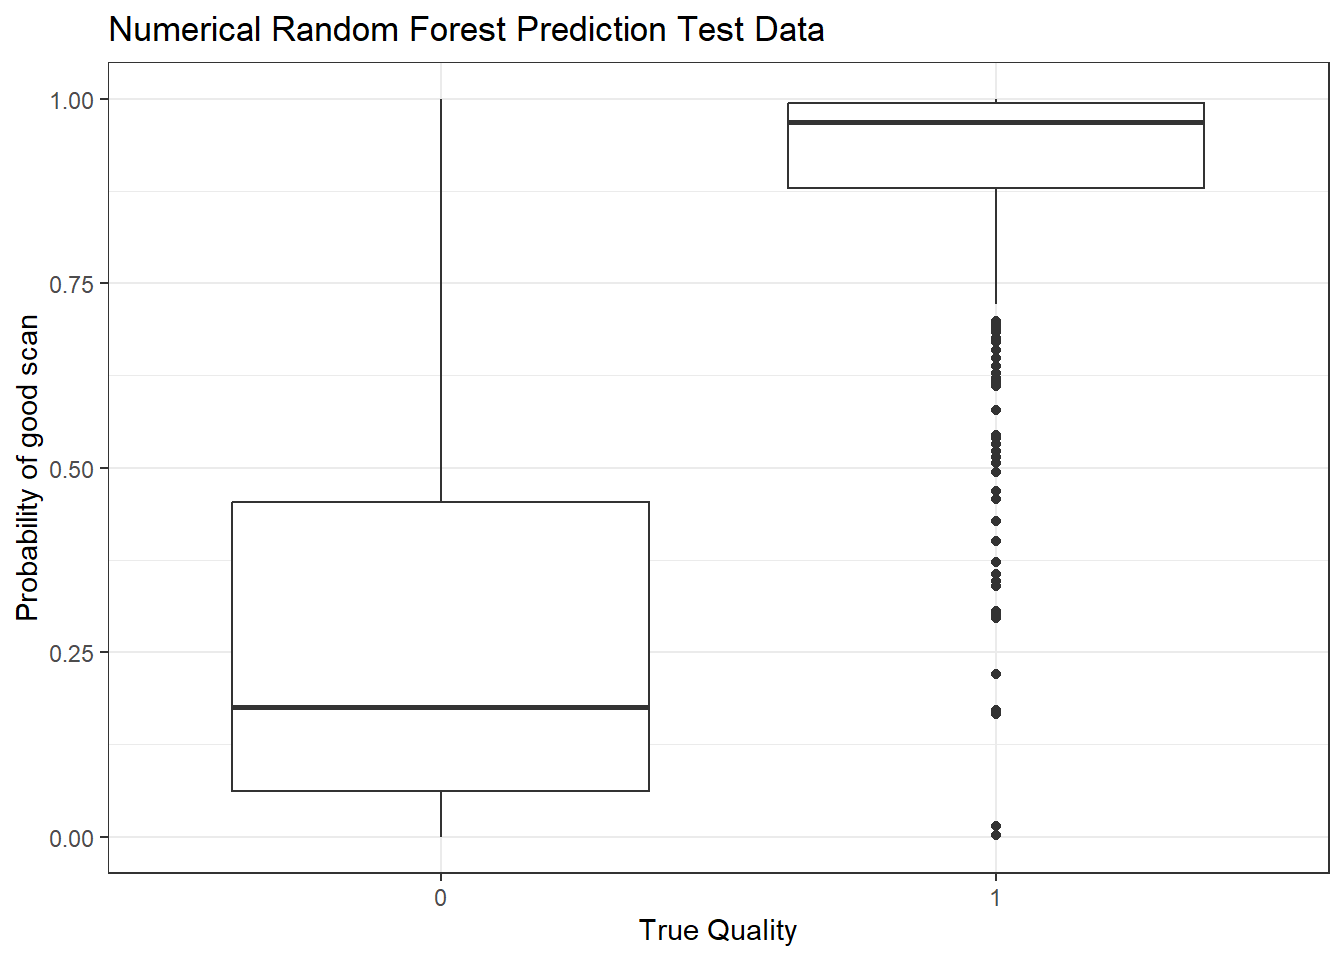 Numerical Random Forest Prediction Test Data
Probability of good scan
1.00
0.75
0.50
0.25
0.00
0 1
True Quality